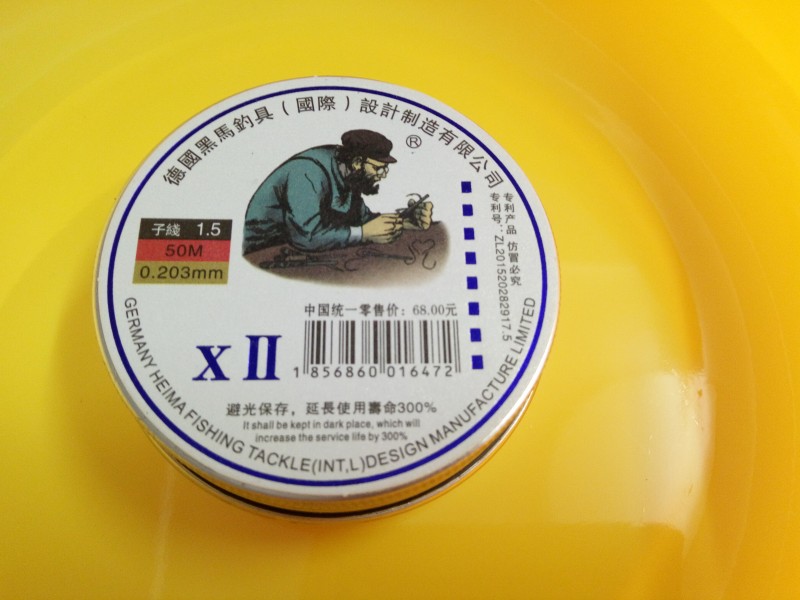 德國黑馬釣具(國際)設計制造有限公司
®
子綫 1.5
50M
0.203mm
专利产品 仿冒必究
专利号:ZL201520282917.5
中国统一零售价:68.00元
X II
1 856860 016472
避光保存，延長使用壽命300%
It shall be kept in dark place, which will
increase the service life by 300%
GERMANY HEIMA FISHING TACKLE(INT,L)DESIGN MANUFACTURE LIMITED